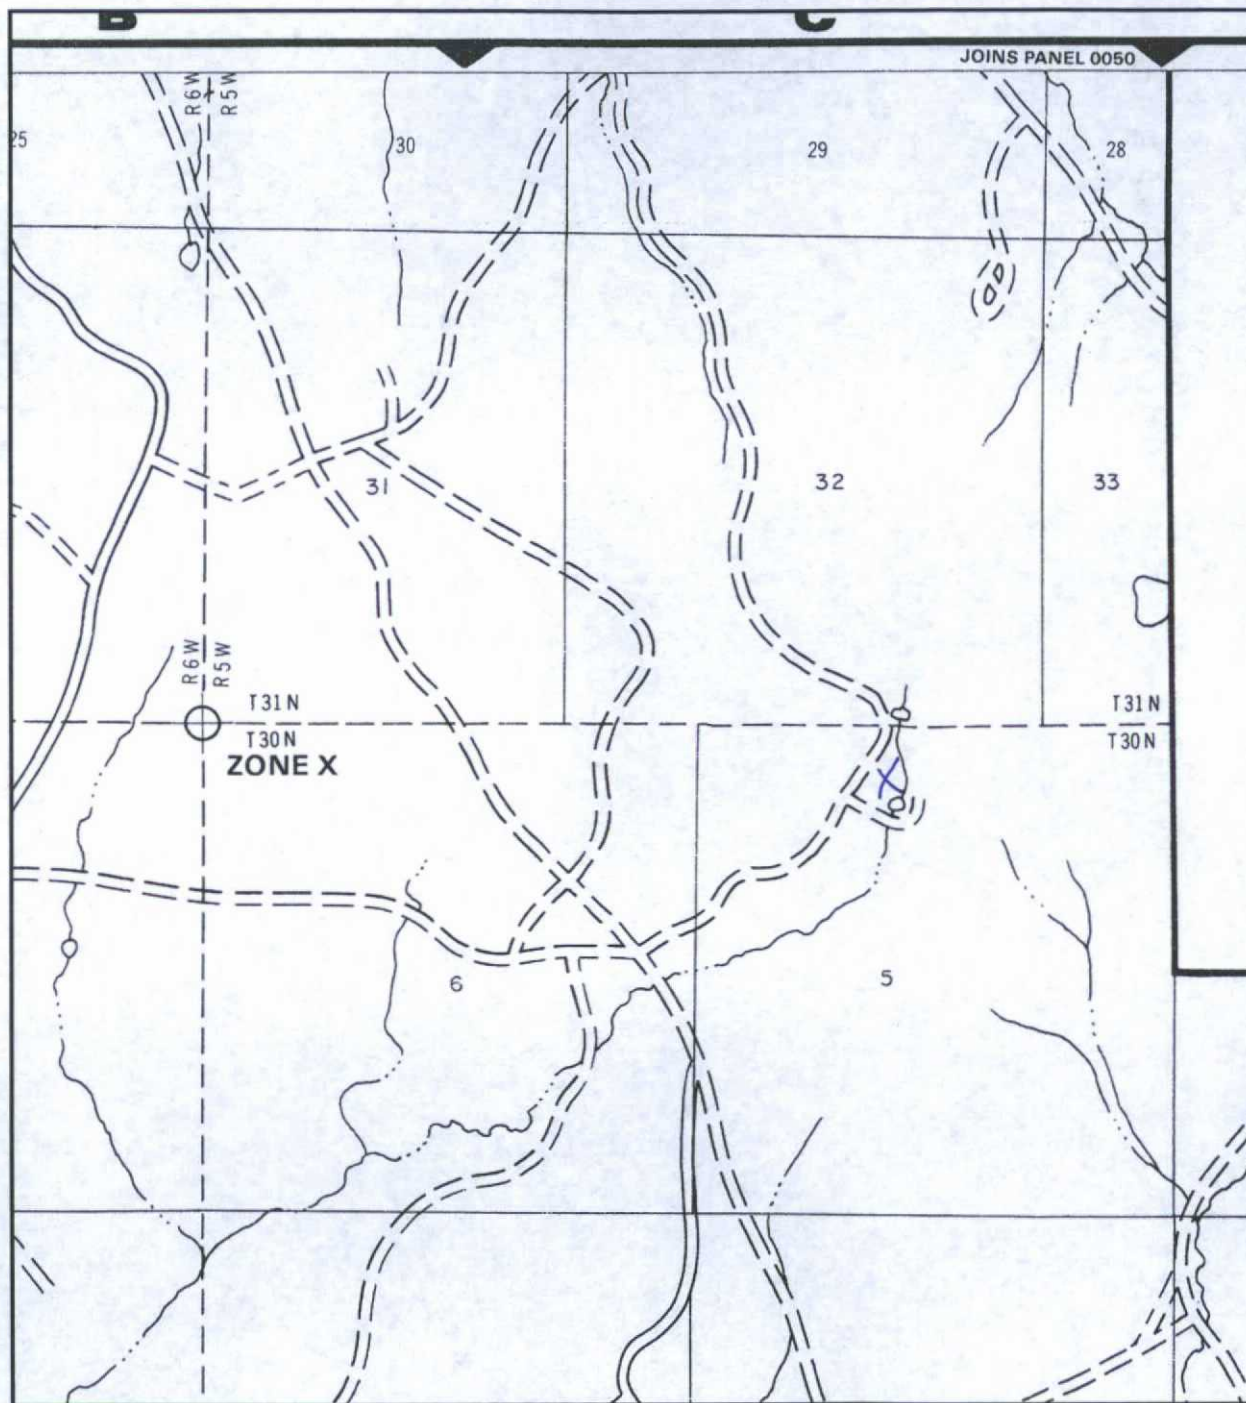 B C
JOINS PANEL 0050
R6W
R5W
25 30 29 28
31 32 33
R6W
R5W
T31N T31N
T30N T30N
ZONE X
X
6 5